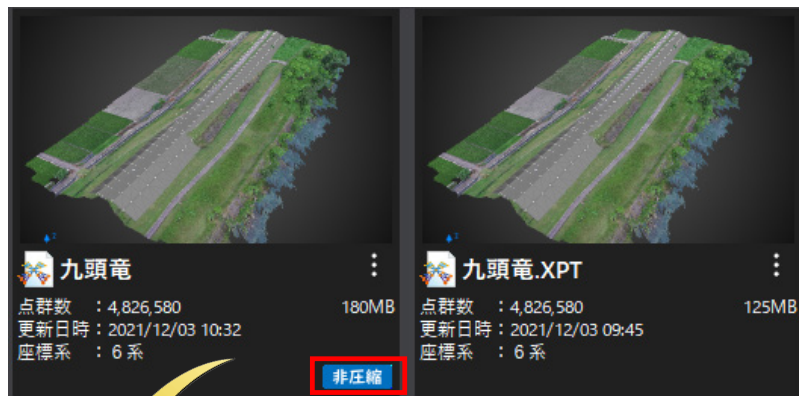 九頭竜
点群数 :4,826,580 180MB
更新日時:2021/12/03 10:32
座標系 :6系
非圧縮
九頭竜.XPT
点群数 :4,826,580 125MB
更新日時:2021/12/03 09:45
座標系 :6系